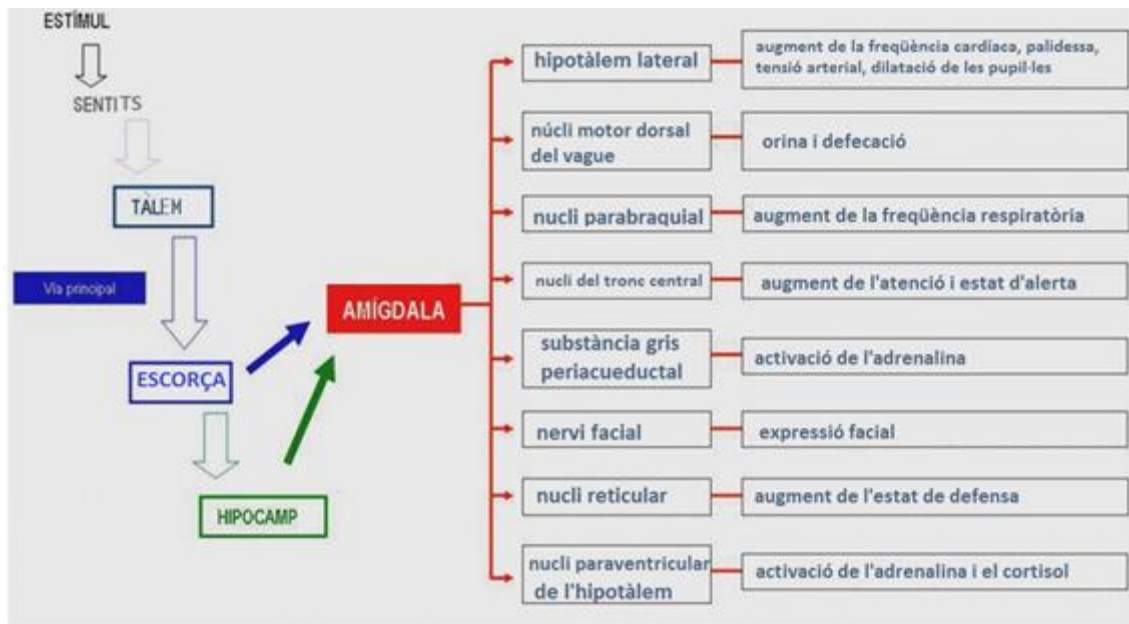 ESTÍMUL
SENTITS
TÀLEM
Vía principal
ESCORÇA
HIPOCAMP
AMÍGDALA
hipotàlem lateral
augment de la freqüència cardíaca, palidessa,
tensió arterial, dilatació de les pupil·les
núcli motor dorsal
del vague
orina i defecació
nucli parabraquial
augment de la freqüència respiratòria
nucli del tronc central
augment de l'atenció i estat d'alerta
substància gris
periacueductal
activació de l'adrenalina
nervi facial
expressió facial
nucli reticular
augment de l'estat de defensa
nucli paraventricular
de l'hipotàlem
activació de l'adrenalina i el cortisol